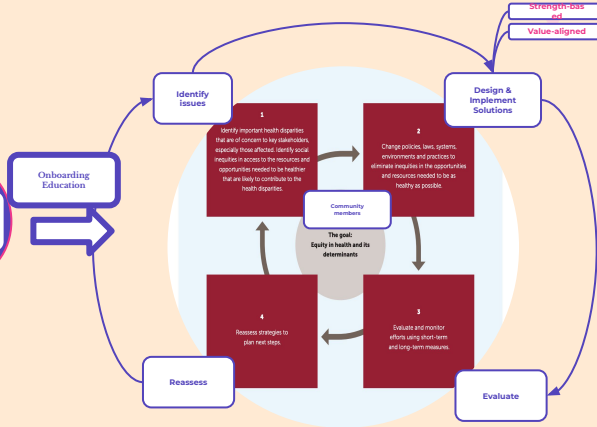 Strength-bas
ed
Value-aligned
Identify
issues
Design &
Implement
Solutions
Onboarding
Education
1
Identify important health disparities
that are of concern to key stakeholders,
especially those affected. Identify social
inequities in access to the resources and
opportunities needed to be healthier
that are likely to contribute to the
health disparities.
2
Change policies, laws, systems,
environments and practices to
eliminate inequities in the opportunities
and resources needed to be as
healthy as possible.
Community
members
The goal:
Equity in health and its
determinants
4
Reassess strategies to
plan next steps.
3
Evaluate and monitor
efforts using short-term
and long-term measures.
Reassess
Evaluate